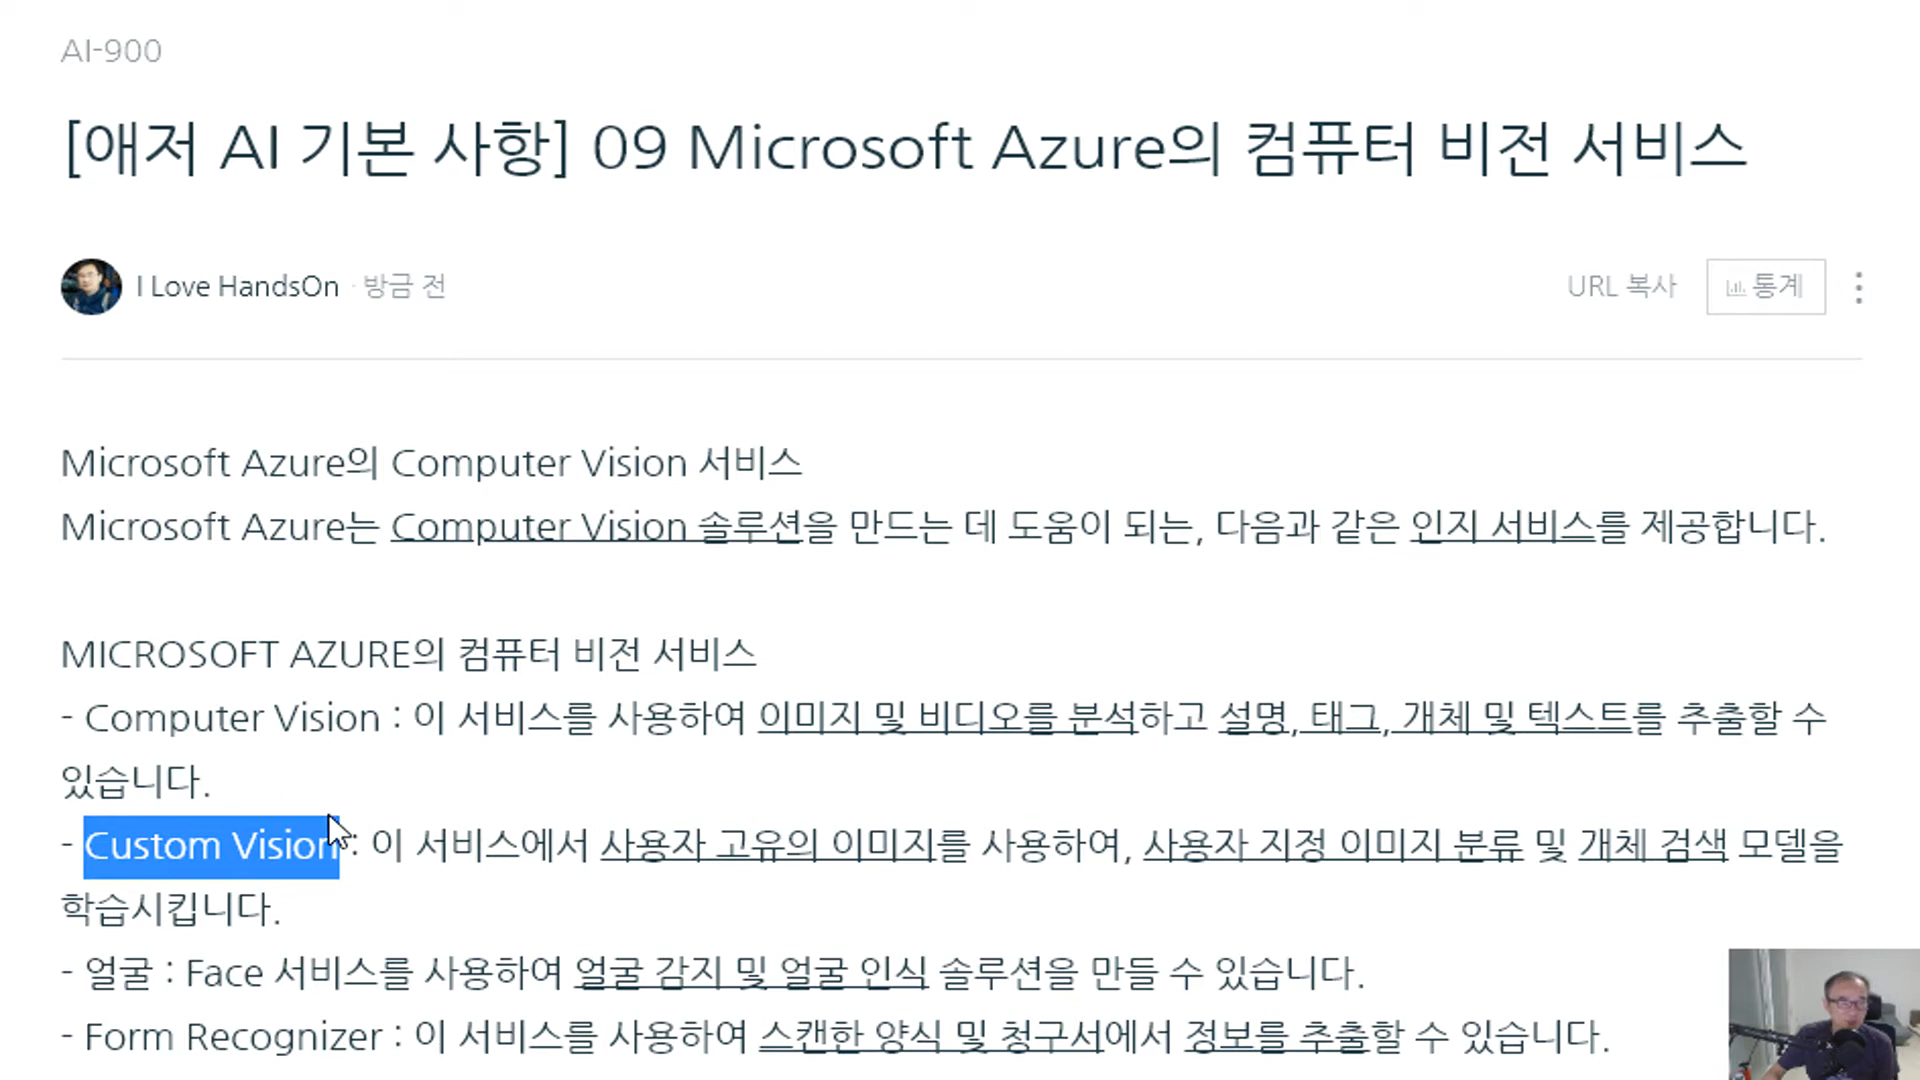 AI-900
[애저 AI 기본 사항] 09 Microsoft Azure의 컴퓨터 비전 서비스
I Love HandsOn · 방금 전
URL 복사
통계
Microsoft Azure의 Computer Vision 서비스
Microsoft Azure는 Computer Vision 솔루션을 만드는 데 도움이 되는, 다음과 같은 인지 서비스를 제공합니다.
MICROSOFT AZURE의 컴퓨터 비전 서비스
- Computer Vision : 이 서비스를 사용하여 이미지 및 비디오를 분석하고 설명, 태그, 개체 및 텍스트를 추출할 수
있습니다.
- Custom Vision : 이 서비스에서 사용자 고유의 이미지를 사용하여, 사용자 지정 이미지 분류 및 개체 검색 모델을
학습시킵니다.
- 얼굴 : Face 서비스를 사용하여 얼굴 감지 및 얼굴 인식 솔루션을 만들 수 있습니다.
- Form Recognizer : 이 서비스를 사용하여 스캔한 양식 및 청구서에서 정보를 추출할 수 있습니다.